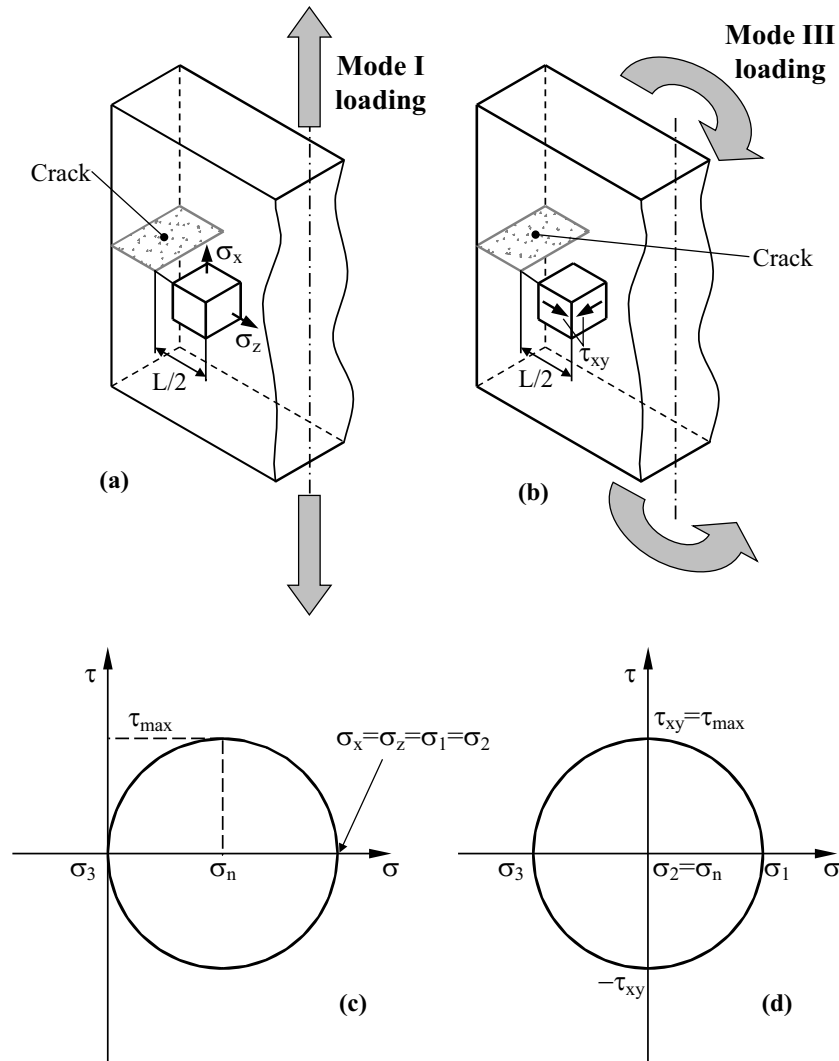 Mode I
loading
Crack
σx
σz
L/2
(a)
Mode III
loading
Crack
τxy
L/2
(b)
τ
τmax
σx=σz=σ1=σ2
σ3
σn
σ
(c)
τ
τxy=τmax
σ3
σ2=σn
σ1
σ
−τxy
(d)